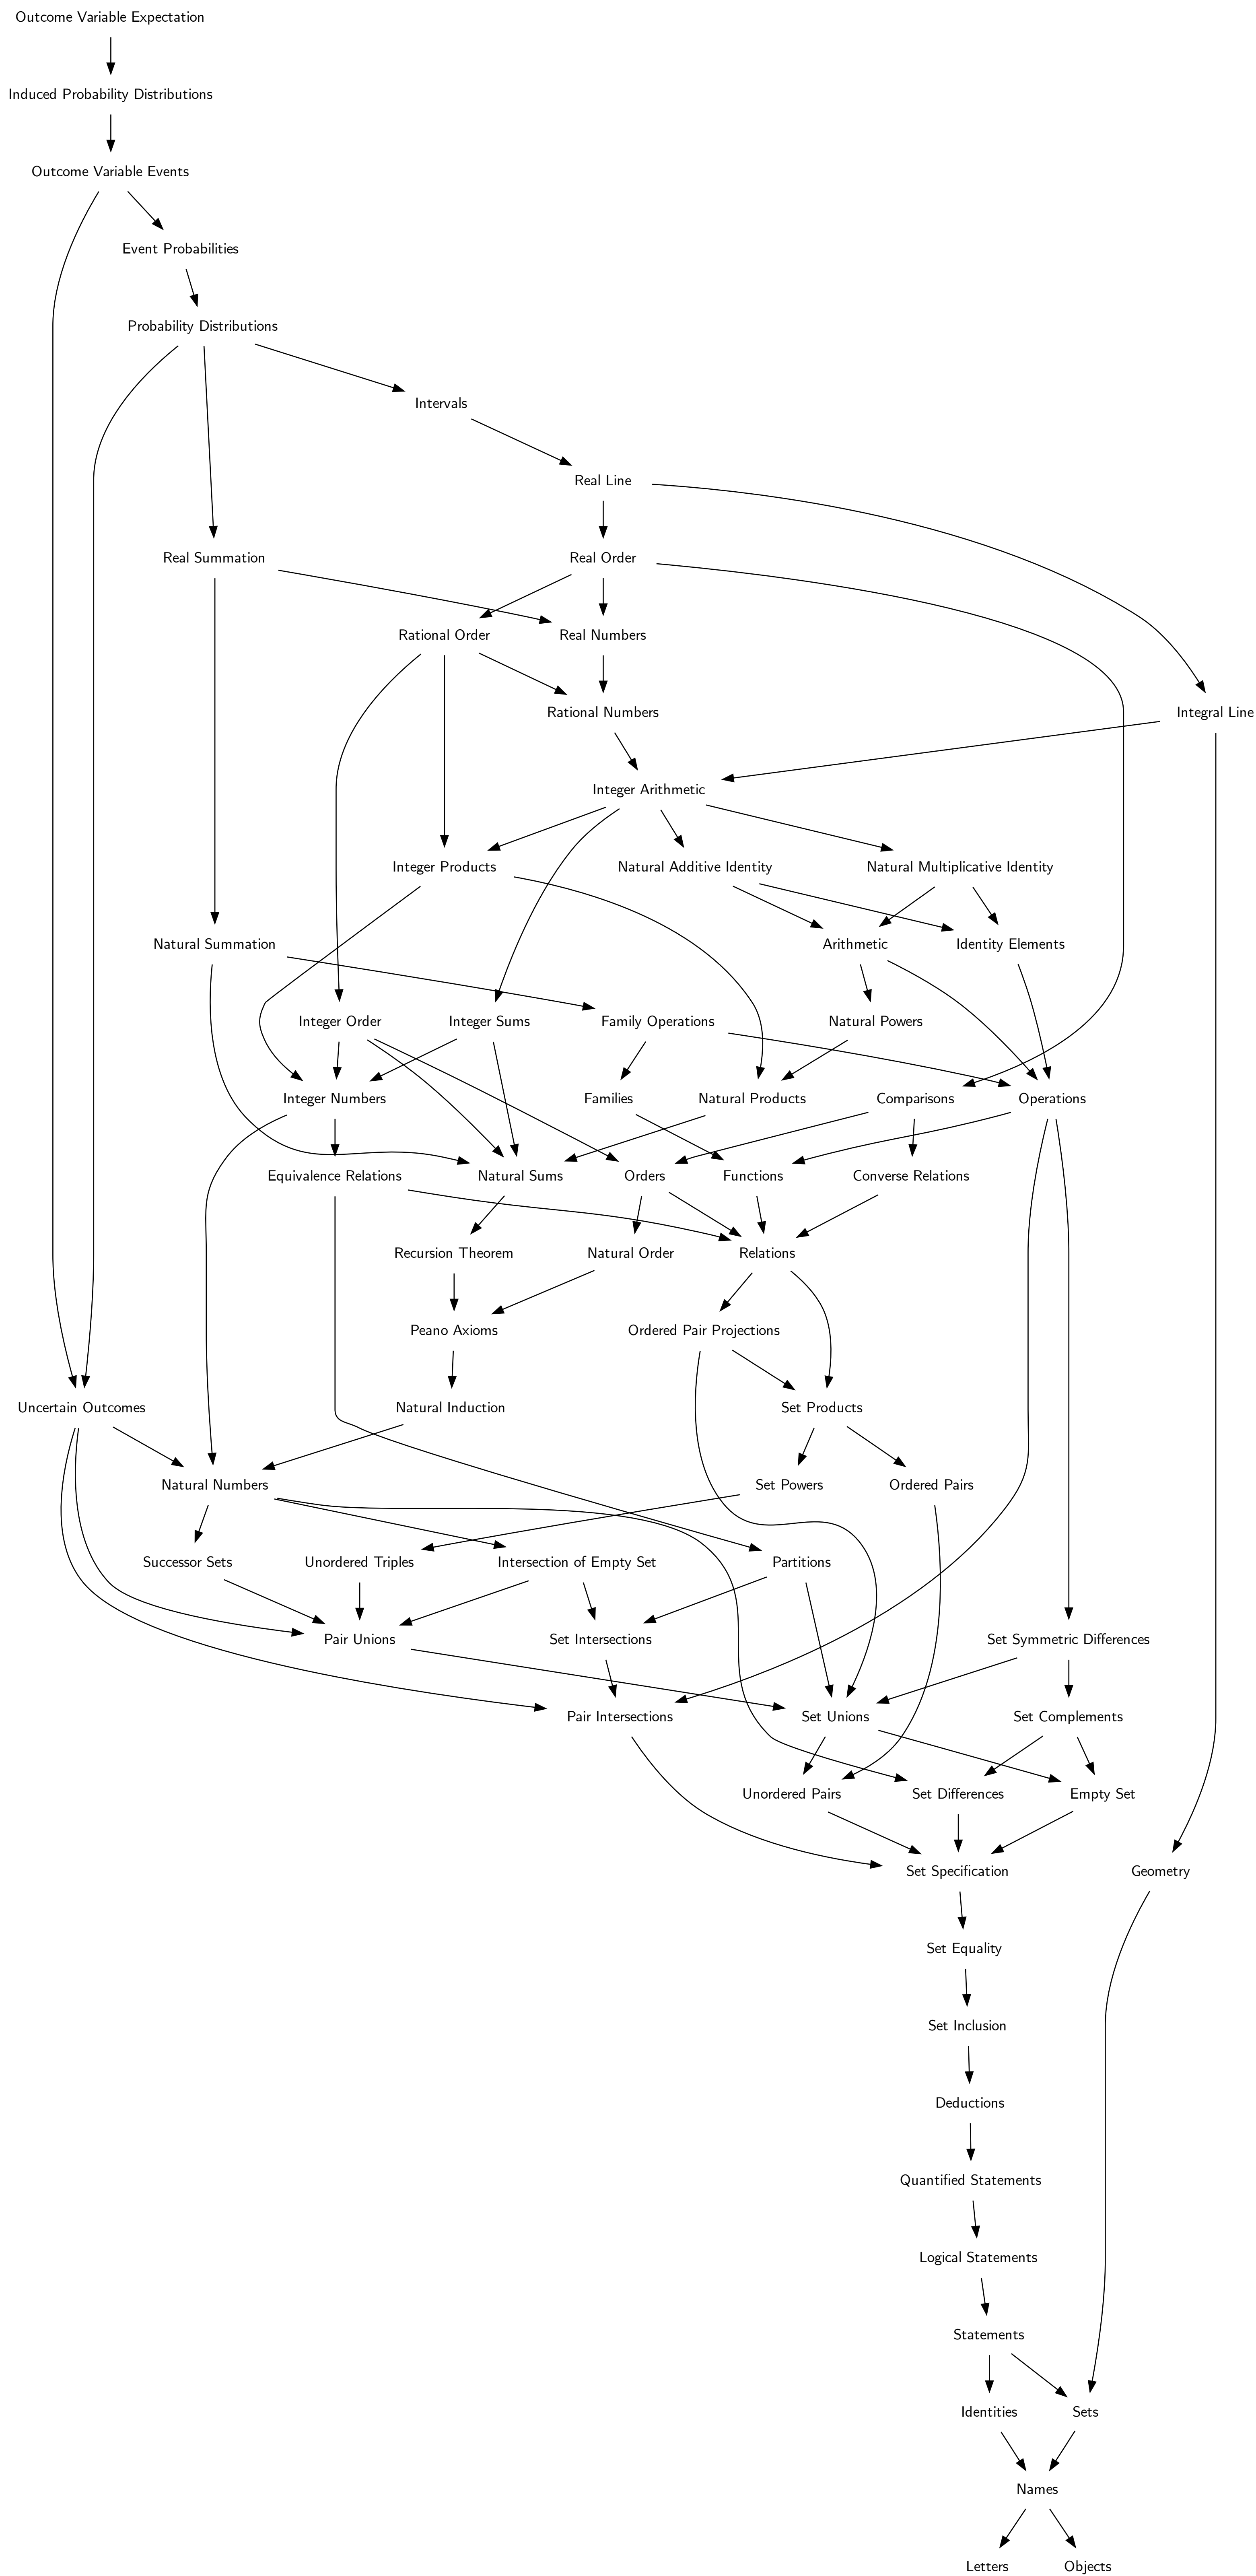 Outcome Variable Expectation
Induced Probability Distributions
Outcome Variable Events
Event Probabilities
Probability Distributions
Intervals
Real Line
Real Summation
Real Order
Rational Order
Real Numbers
Rational Numbers
Integral Line
Integer Arithmetic
Integer Products
Natural Additive Identity
Natural Multiplicative Identity
Natural Summation
Arithmetic
Identity Elements
Integer Order
Integer Sums
Family Operations
Natural Powers
Integer Numbers
Families
Natural Products
Comparisons
Operations
Equivalence Relations
Natural Sums
Orders
Functions
Converse Relations
Recursion Theorem
Natural Order
Relations
Peano Axioms
Ordered Pair Projections
Uncertain Outcomes
Natural Induction
Set Products
Natural Numbers
Set Powers
Ordered Pairs
Successor Sets
Unordered Triples
Intersection of Empty Set
Partitions
Pair Unions
Set Intersections
Set Symmetric Differences
Pair Intersections
Set Unions
Set Complements
Unordered Pairs
Set Differences
Empty Set
Set Specification
Geometry
Set Equality
Set Inclusion
Deductions
Quantified Statements
Logical Statements
Statements
Identities
Sets
Names
Letters
Objects